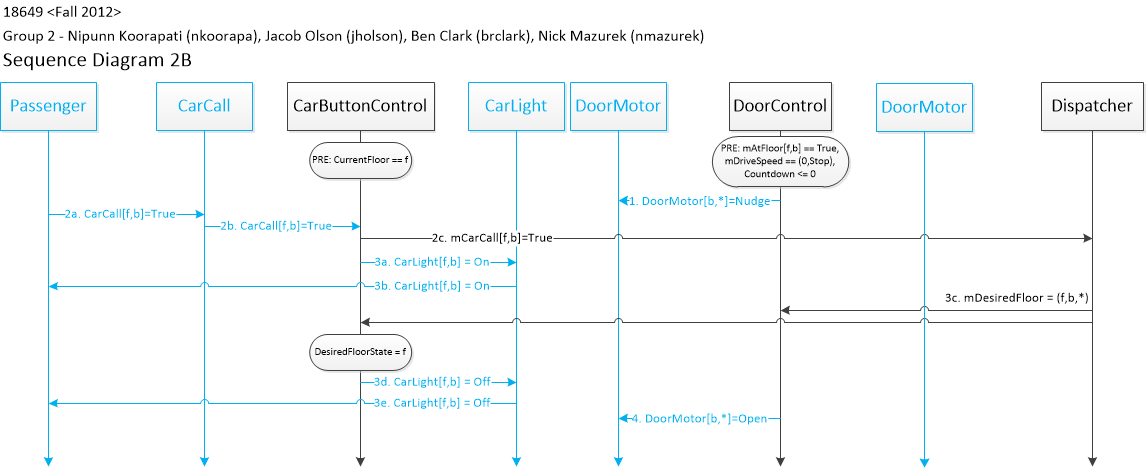 18649 <Fall 2012>
Group 2 - Nipunn Koorapati (nkoorapa), Jacob Olson (jholson), Ben Clark (brclark), Nick Mazurek (nmazurek)
Sequence Diagram 2B
Passenger
CarCall
CarButtonControl
CarLight
DoorMotor
DoorControl
DoorMotor
Dispatcher
PRE: CurrentFloor == f
PRE: mAtFloor[f,b] == True,
mDriveSpeed == (0,Stop),
Countdown <= 0
1. DoorMotor[b,*]=Nudge
2a. CarCall[f,b]=True
2b. CarCall[f,b]=True
2c. mCarCall[f,b]=True
3a. CarLight[f,b] = On
3b. CarLight[f,b] = On
3c. mDesiredFloor = (f,b,*)
DesiredFloorState = f
3d. CarLight[f,b] = Off
3e. CarLight[f,b] = Off
4. DoorMotor[b,*]=Open